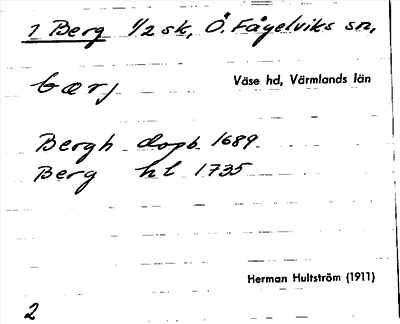 1 Berg 1/2 sk, Ö. Fågelviks sn,
bærj
Väse hd, Värmlands län
Bergh dopb 1689
Berg hl 1735
Herman Hultström (1911)
2